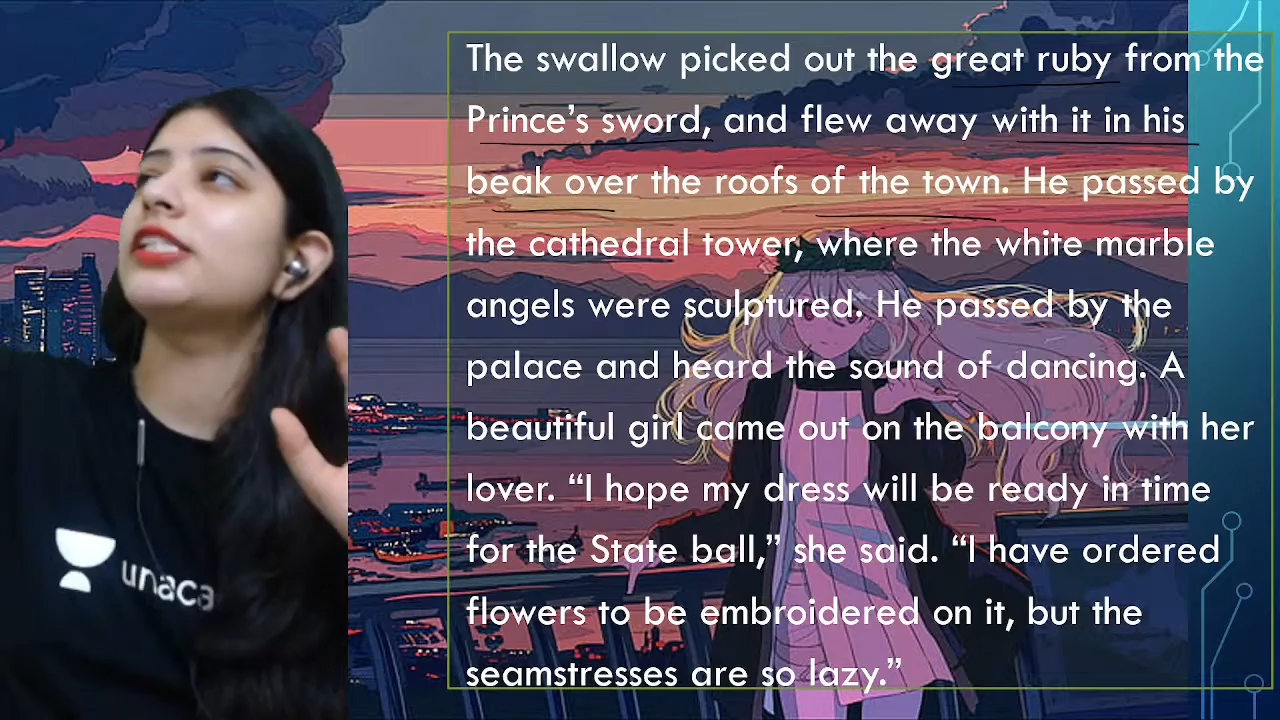 The swallow picked out the great ruby from the
Prince’s sword, and flew away with it in his
beak over the roofs of the town. He passed by
the cathedral tower, where the white marble
angels were sculptured. He passed by the
palace and heard the sound of dancing. A
beautiful girl came out on the balcony with her
lover. “I hope my dress will be ready in time
for the State ball,” she said. “I have ordered
flowers to be embroidered on it, but the
seamstresses are so lazy.”
unaca